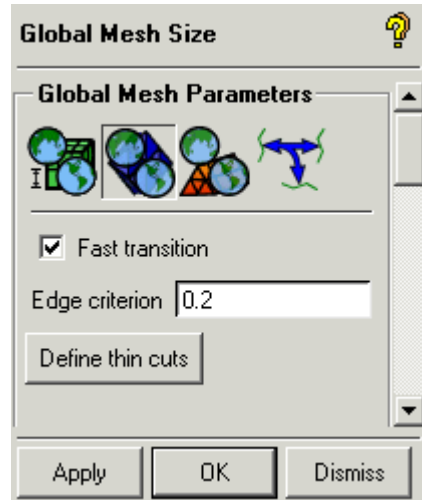 Global Mesh Size
Global Mesh Parameters
Fast transition
Edge criterion 0.2
Define thin cuts
Apply OK Dismiss